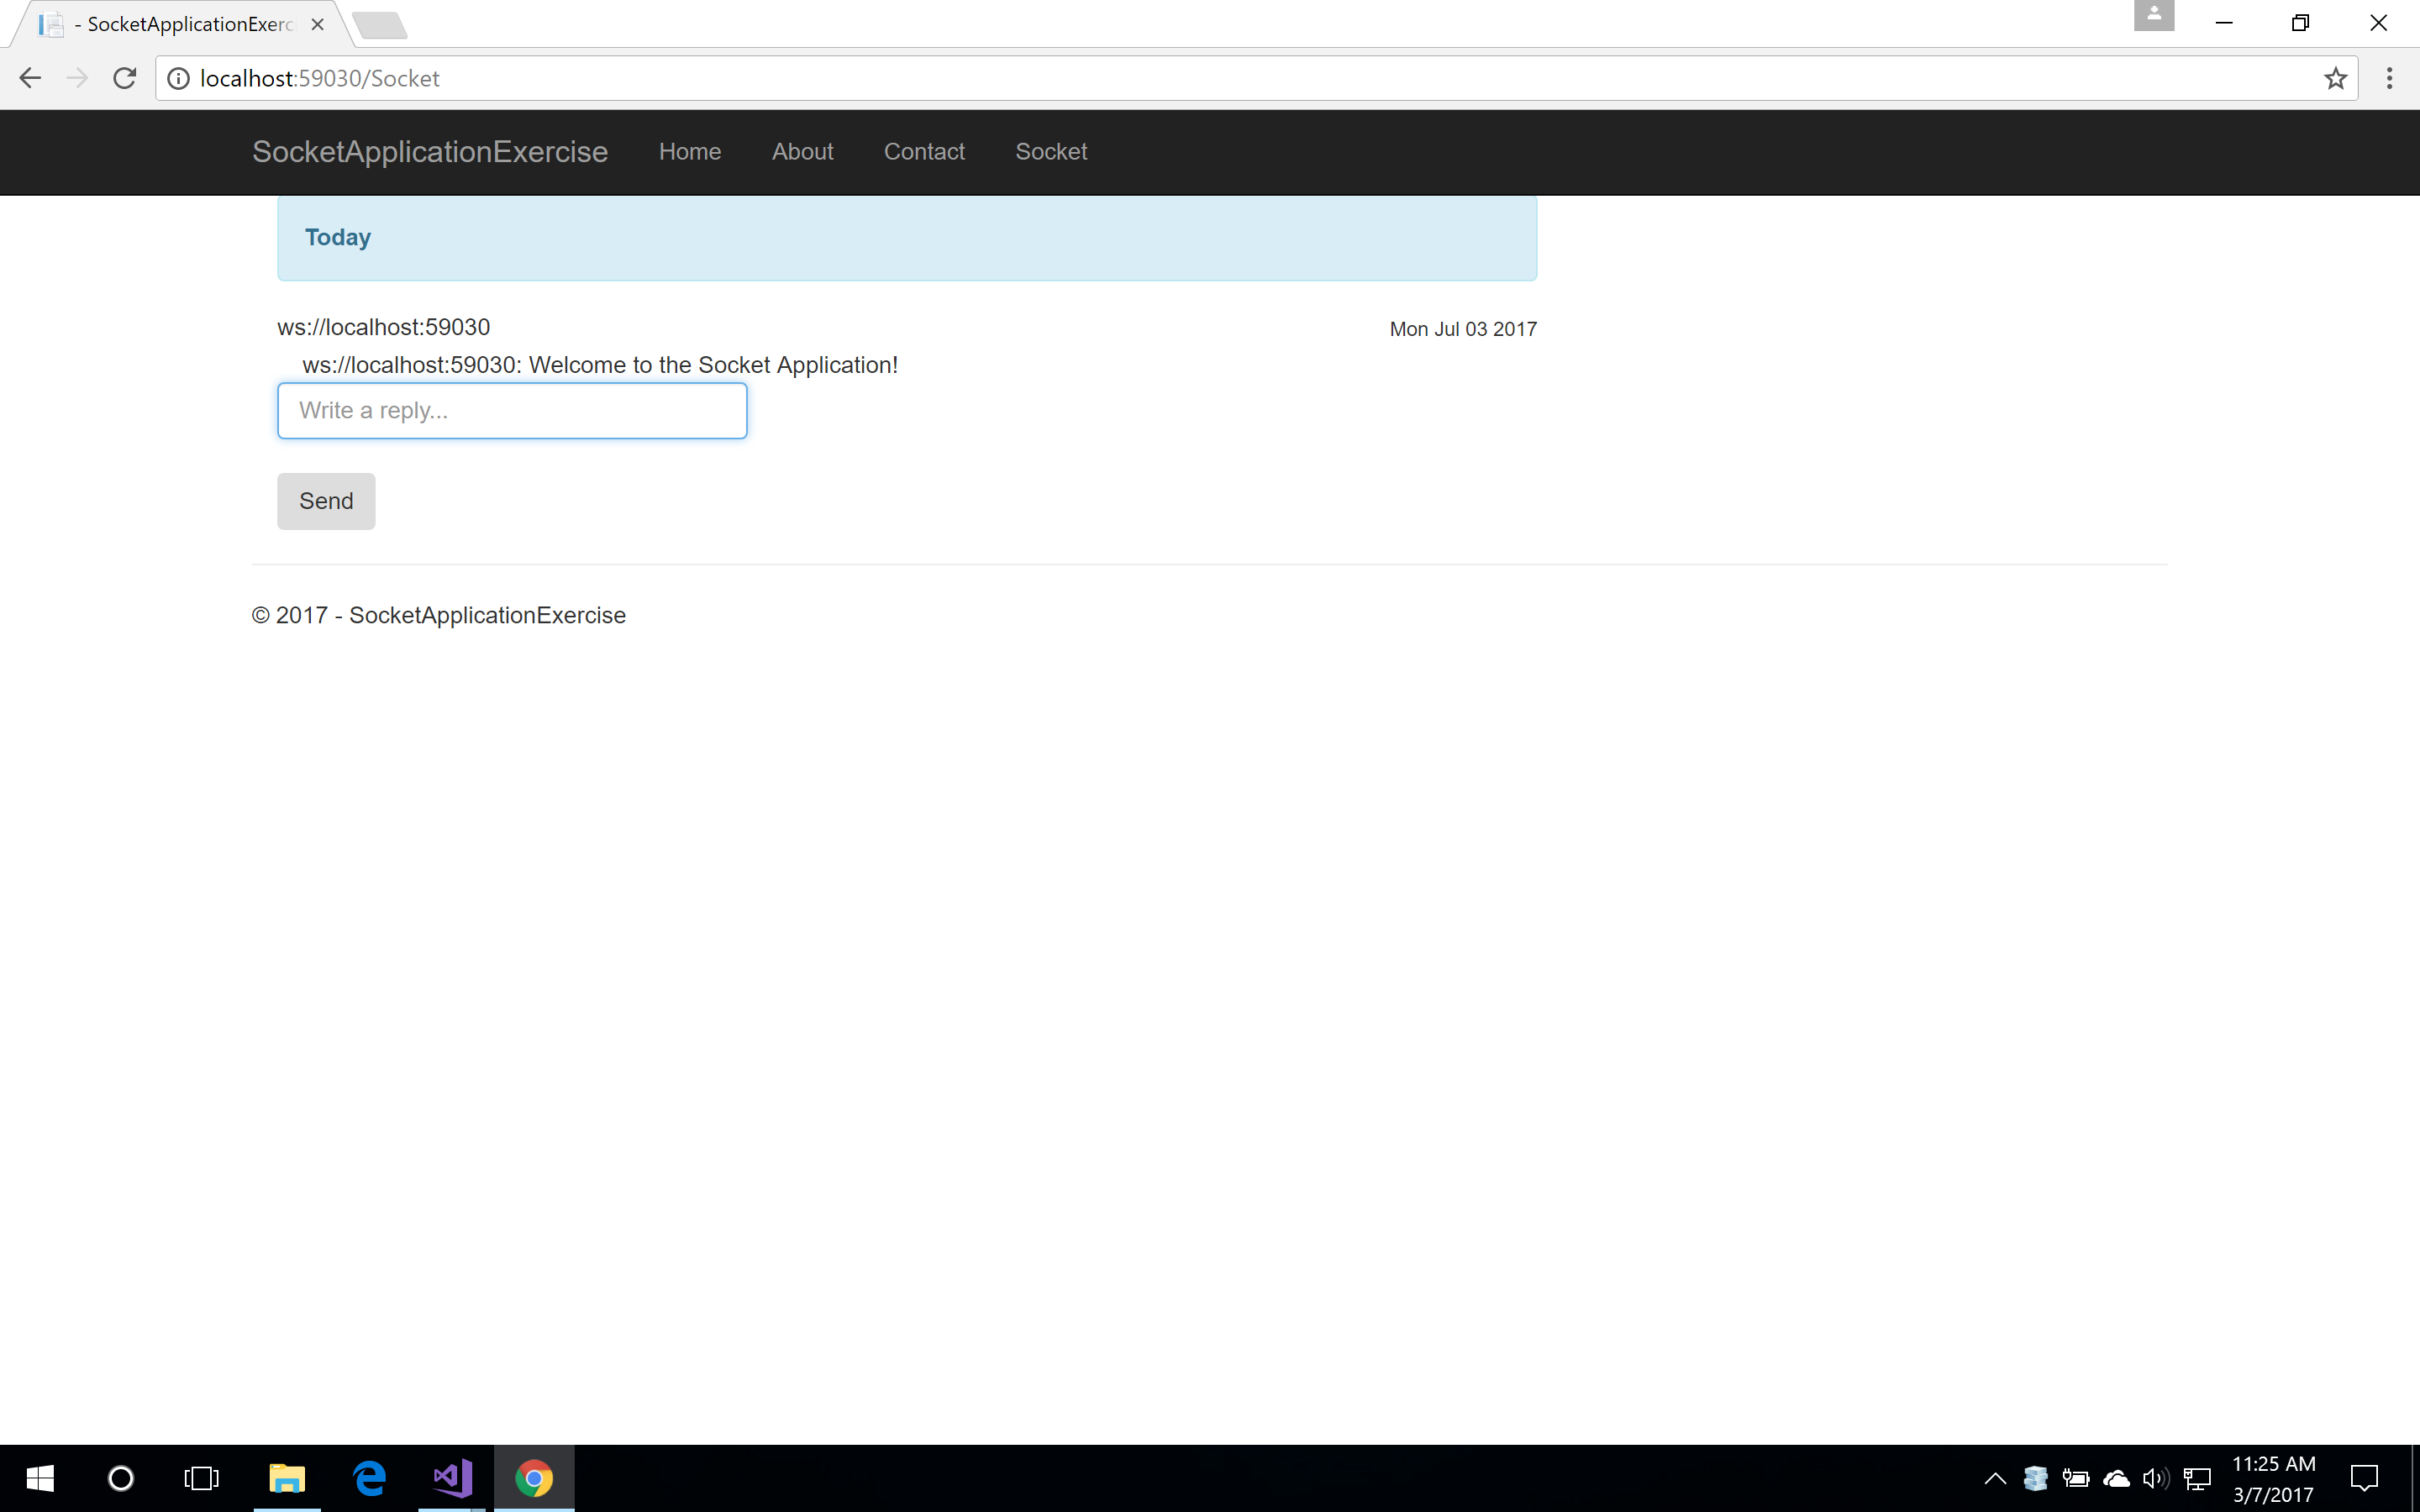 - SocketApplicationExerc
localhost:59030/Socket
SocketApplicationExercise Home About Contact Socket
Today
ws://localhost:59030 Mon Jul 03 2017
ws://localhost:59030: Welcome to the Socket Application!
Write a reply...
Send
© 2017 - SocketApplicationExercise
11:25 AM
3/7/2017